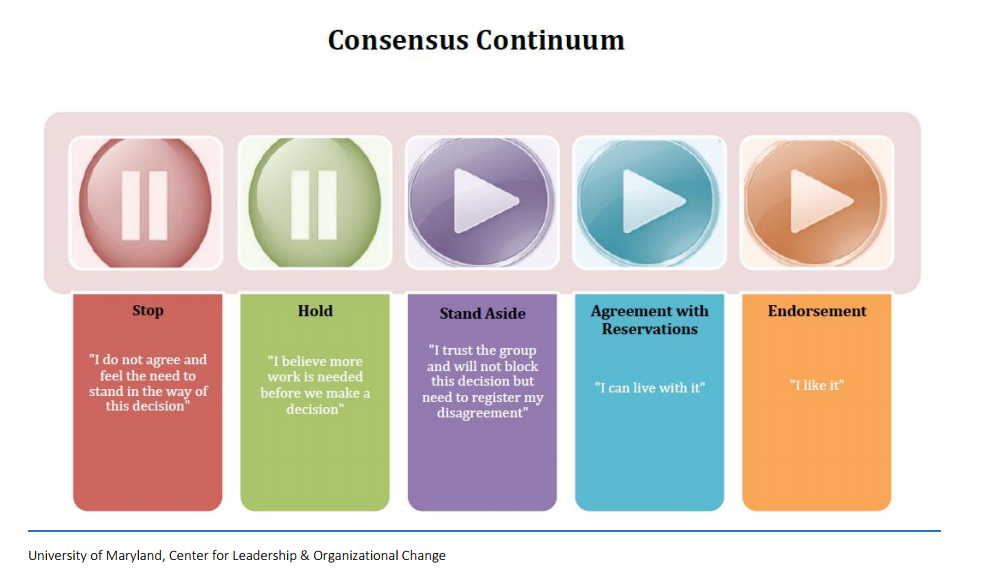 Consensus Continuum
Stop
"I do not agree and
feel the need to
stand in the way of
this decision"
Hold
"I believe more
work is needed
before we make a
decision"
Stand Aside
"I trust the group
and will not block
this decision but
need to register my
disagreement"
Agreement with
Reservations
"I can live with it"
Endorsement
"I like it"
University of Maryland, Center for Leadership & Organizational Change